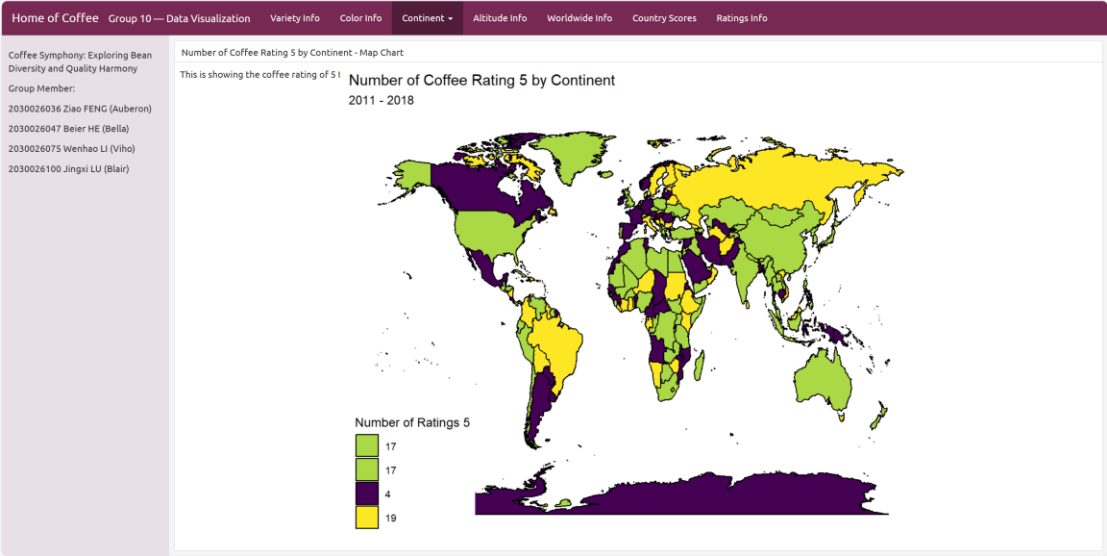 Home of Coffee Group 10 — Data Visualization Variety Info Color Info Continent Altitude Info Worldwide Info Country Scores Ratings Info
Coffee Symphony: Exploring Bean
Diversity and Quality Harmony
Group Member:
2030026036 Ziao FENG (Auberon)
2030026047 Beier HE (Bella)
2030026075 Wenhao LI (Viho)
2030026100 Jingxi LU (Blair)
Number of Coffee Rating 5 by Continent - Map Chart
This is showing the coffee rating of 5
Number of Coffee Rating 5 by Continent
2011 - 2018
Number of Ratings 5
17
17
4
19